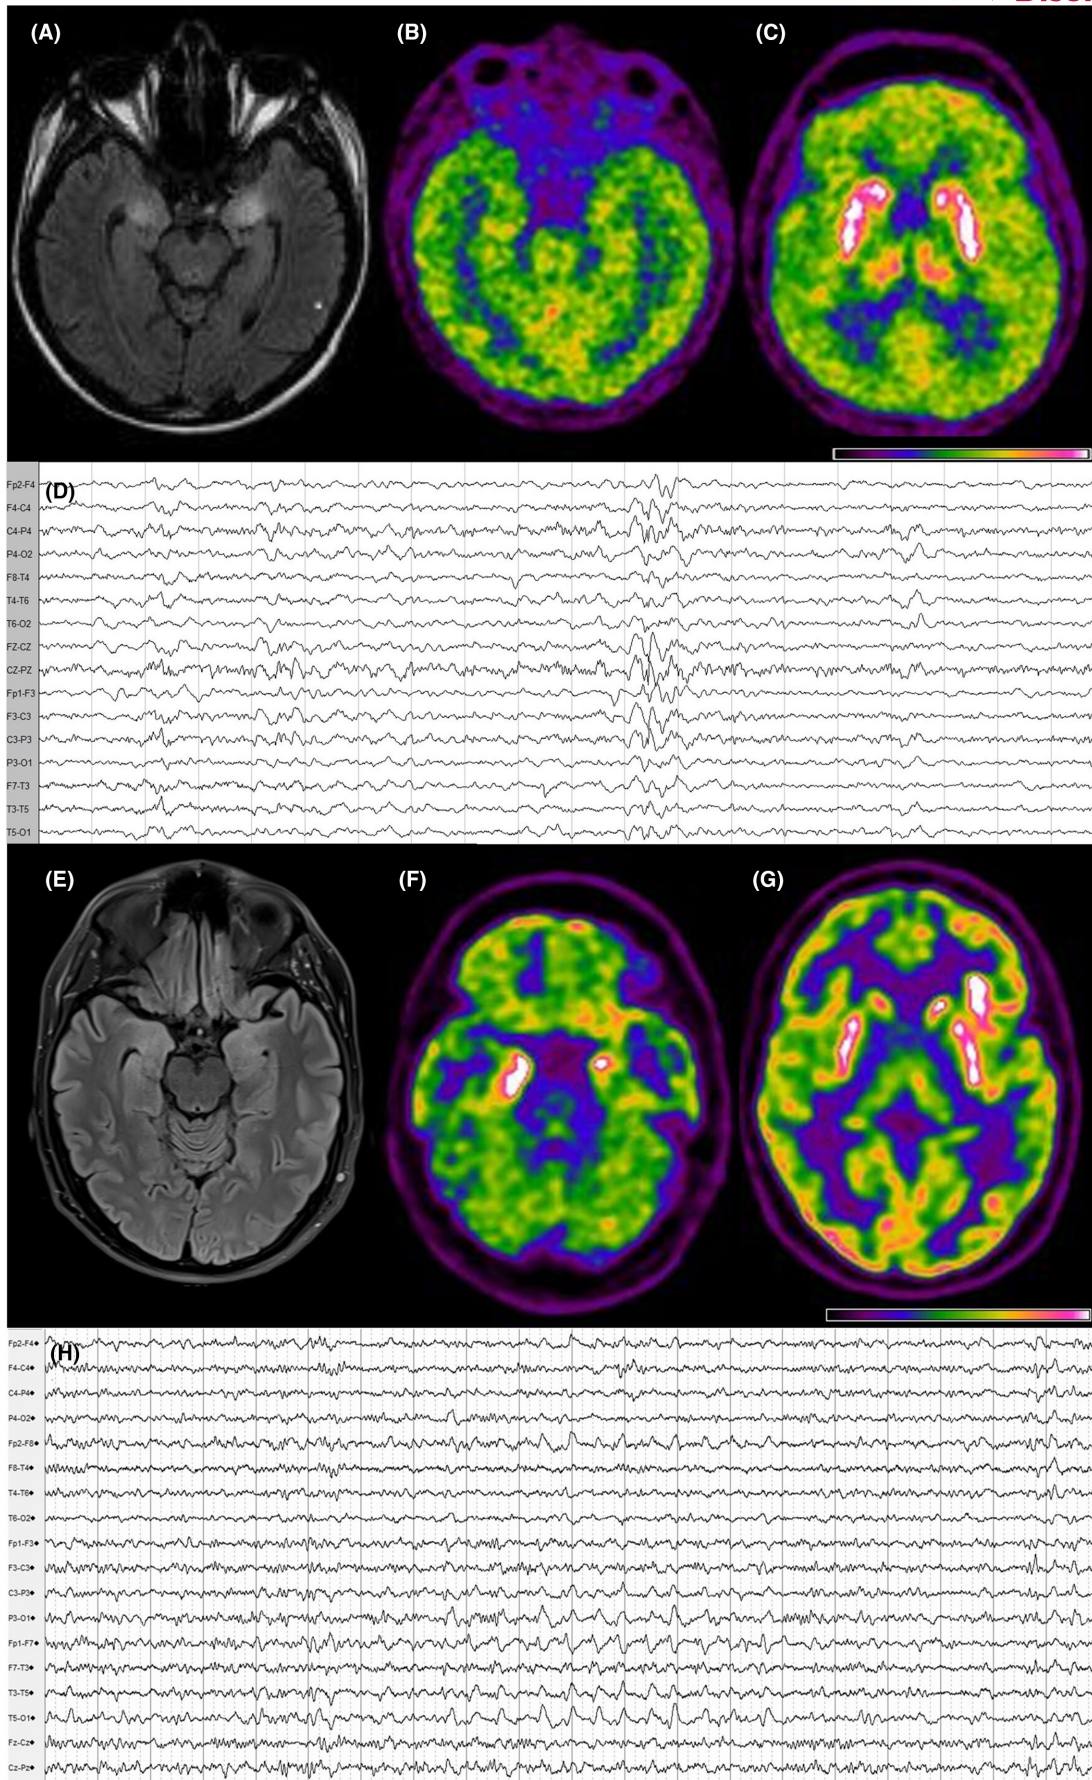 (A)
(B)
(C)
(D)
Fp2-F4
F4-C4
C4-P4
P4-O2
F8-T4
T4-T6
T6-O2
FZ-CZ
CZ-PZ
Fp1-F3
F3-C3
C3-P3
P3-O1
F7-T3
T3-T5
T5-O1
(E)
(F)
(G)
(H)
Fp2-F4
F4-C4
C4-P4
P4-O2
Fp2-F8
F8-T4
T4-T6
T6-O2
Fp1-F3
F3-C3
C3-P3
P3-O1
Fp1-F7
F7-T3
T3-T5
T5-O1
Fz-Cz
Cz-Pz